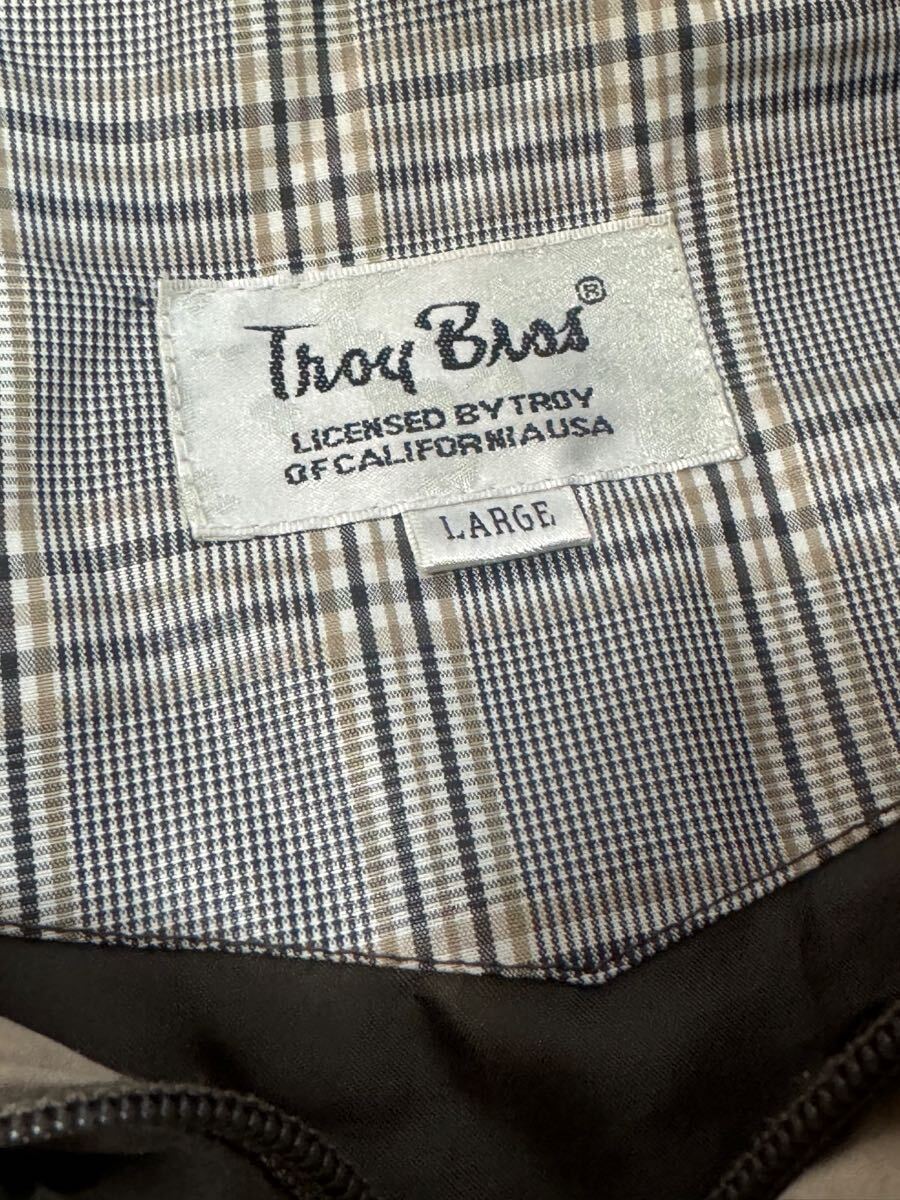 Troy Bros®
LICENSED BY TROY
OF CALIFORNIA USA
LARGE